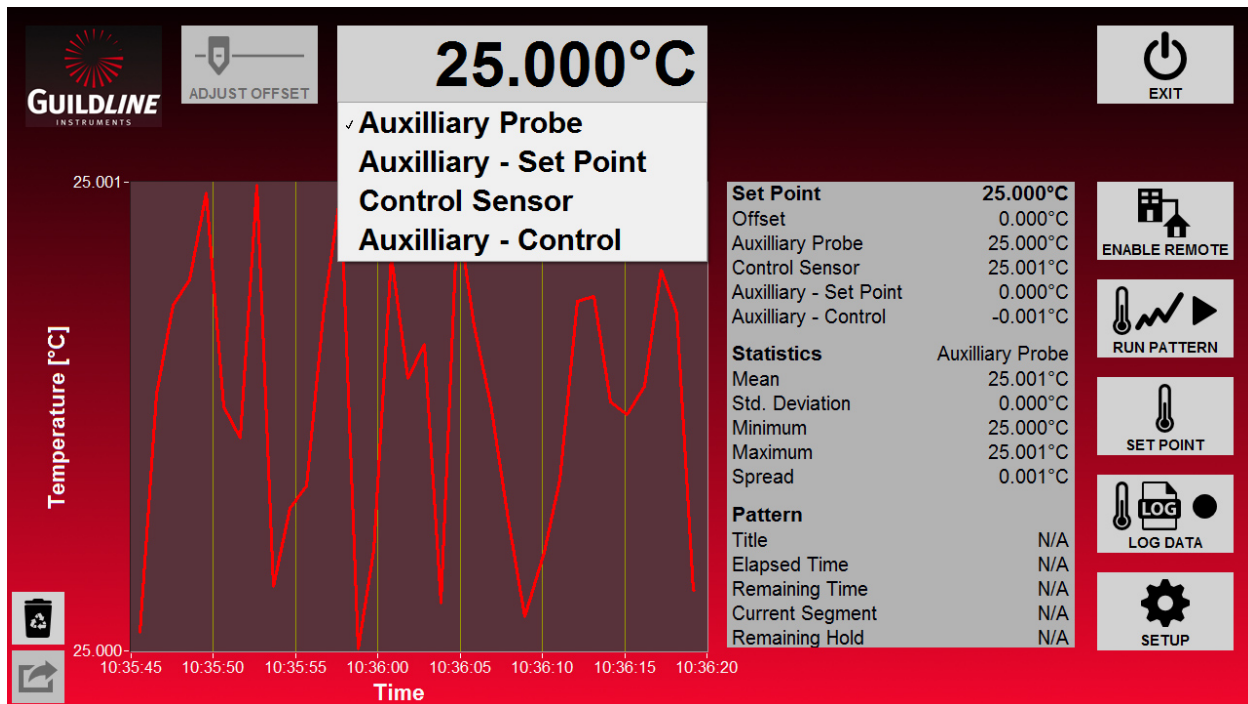 GUILDLINE
INSTRUMENTS
ADJUST OFFSET
25.000°C
EXIT
✓Auxilliary Probe
Auxilliary - Set Point
Control Sensor
Auxilliary - Control
25.001
25.000
Temperature [°C]
10:35:45 10:35:50 10:35:55 10:36:00 10:36:05 10:36:10 10:36:15 10:36:20
Time
Set Point 25.000°C
Offset 0.000°C
Auxilliary Probe 25.000°C
Control Sensor 25.001°C
Auxilliary - Set Point 0.000°C
Auxilliary - Control -0.001°C
Statistics Auxilliary Probe
Mean 25.001°C
Std. Deviation 0.000°C
Minimum 25.000°C
Maximum 25.001°C
Spread 0.001°C
Pattern
Title N/A
Elapsed Time N/A
Remaining Time N/A
Current Segment N/A
Remaining Hold N/A
ENABLE REMOTE
RUN PATTERN
SET POINT
LOG
LOG DATA
SETUP